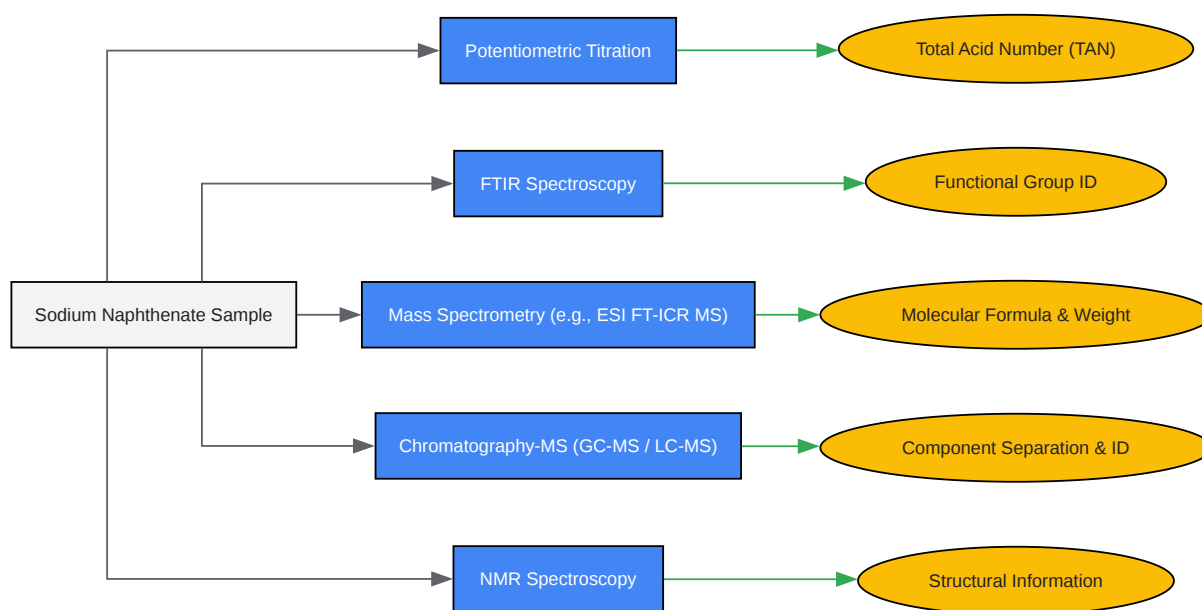 Potentiometric Titration
Total Acid Number (TAN)
FTIR Spectroscopy
Functional Group ID
Sodium Naphthenate Sample
Mass Spectrometry (e.g., ESI FT-ICR MS)
Molecular Formula & Weight
Chromatography-MS (GC-MS / LC-MS)
Component Separation & ID
NMR Spectroscopy
Structural Information